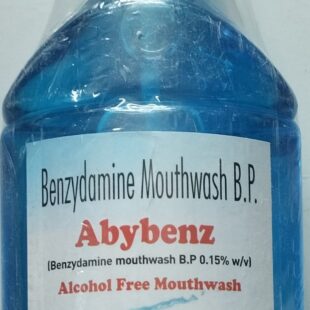 Benzydamine Mouthwash B.P.
Abybenz
(Benzydamine mouthwash B.P 0.15% w/v)
Alcohol Free Mouthwash